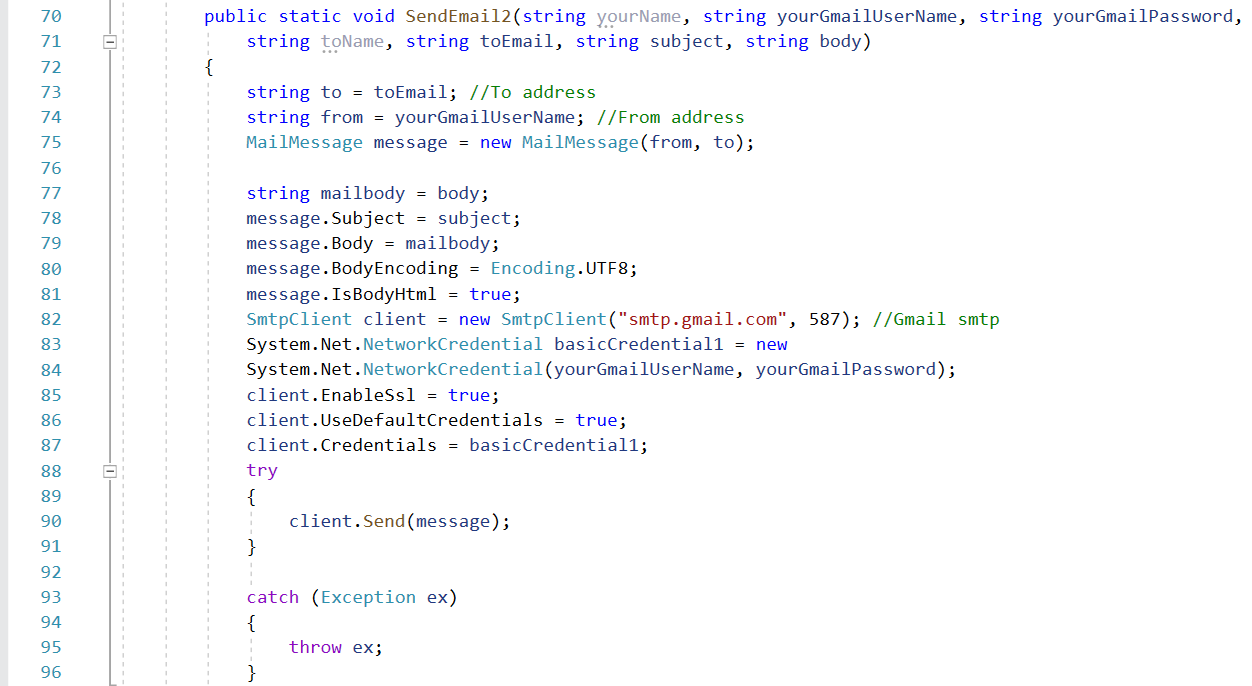 70 public static void SendEmail2(string yourName, string yourGmailUserName, string yourGmailPassword,
71 string toName, string toEmail, string subject, string body)
72 {
73 string to = toEmail; //To address
74 string from = yourGmailUserName; //From address
75 MailMessage message = new MailMessage(from, to);
76
77 string mailbody = body;
78 message.Subject = subject;
79 message.Body = mailbody;
80 message.BodyEncoding = Encoding.UTF8;
81 message.IsBodyHtml = true;
82 SmtpClient client = new SmtpClient("smtp.gmail.com", 587); //Gmail smtp
83 System.Net.NetworkCredential basicCredential1 = new
84 System.Net.NetworkCredential(yourGmailUserName, yourGmailPassword);
85 client.EnableSsl = true;
86 client.UseDefaultCredentials = true;
87 client.Credentials = basicCredential1;
88 try
89 {
90 client.Send(message);
91 }
92
93 catch (Exception ex)
94 {
95 throw ex;
96 }